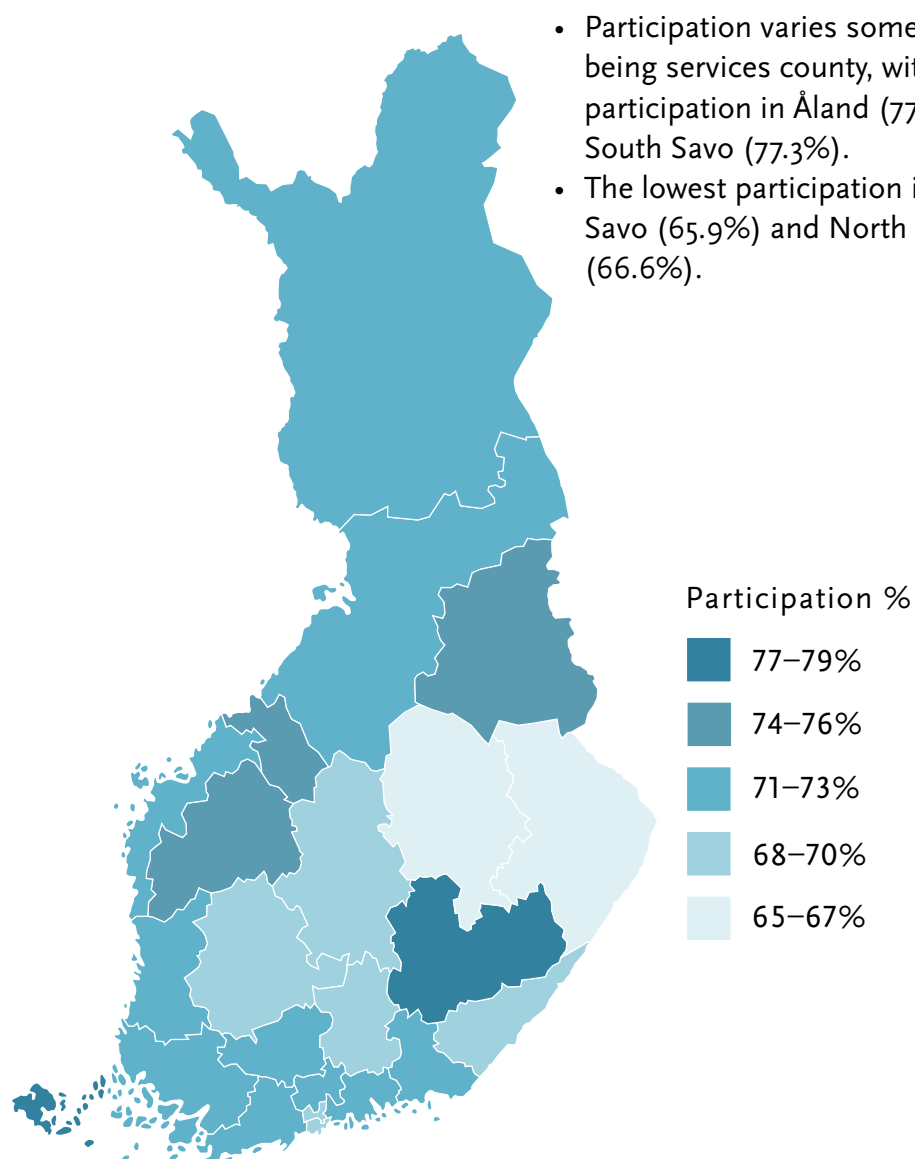 • Participation varies some
being services county, wit
participation in Åland (77
South Savo (77.3%).
• The lowest participation i
Savo (65.9%) and North
(66.6%).
Participation %
77–79%
74–76%
71–73%
68–70%
65–67%